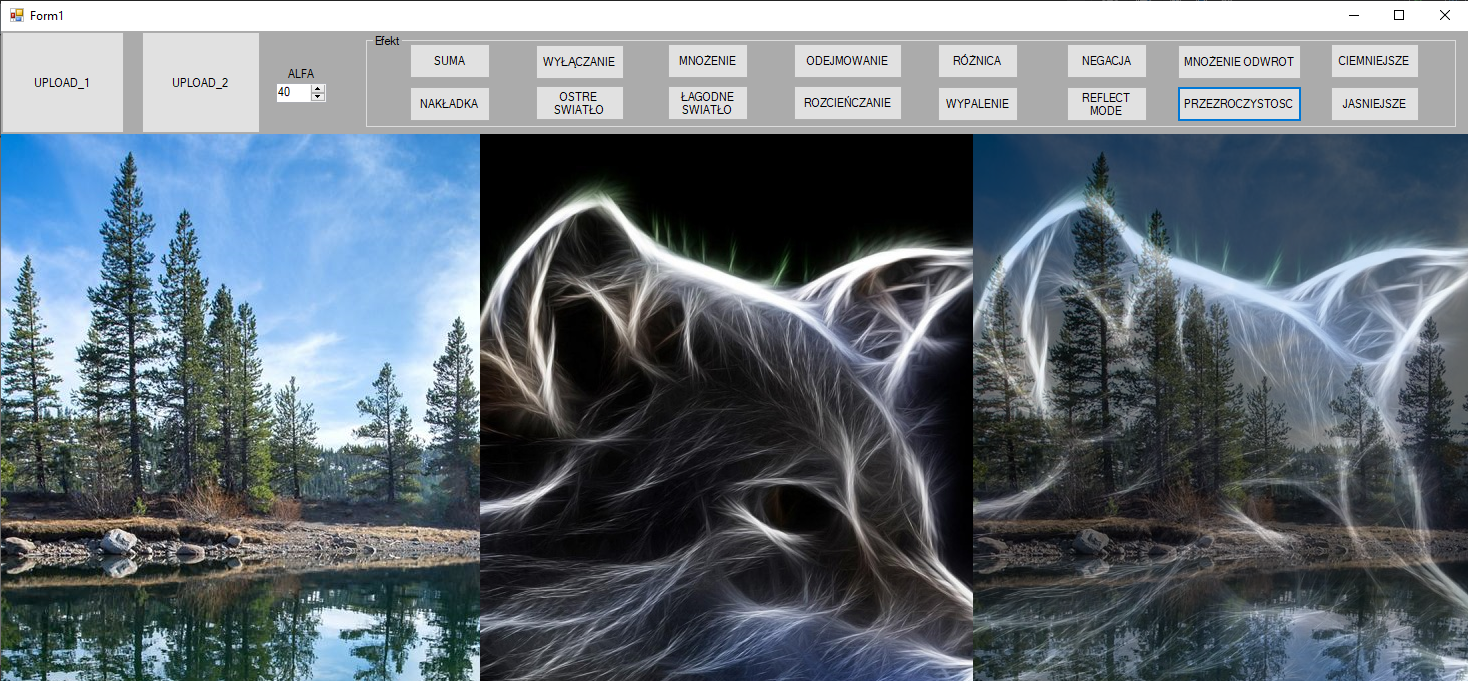 Form1
UPLOAD_1
UPLOAD_2
ALFA
40
Efekt
SUMA
WYŁĄCZANIE
MNOŻENIE
ODEJMOWANIE
RÓŻNICA
NEGACJA
MNOŻENIE ODWROT
CIEMNIEJSZE
NAKŁADKA
OSTRE
SWIATŁO
ŁAGODNE
SWIATŁO
ROZCIEŃCZANIE
WYPALENIE
REFLECT
MODE
PRZEZROCZYSTOSC
JASNIEJSZE